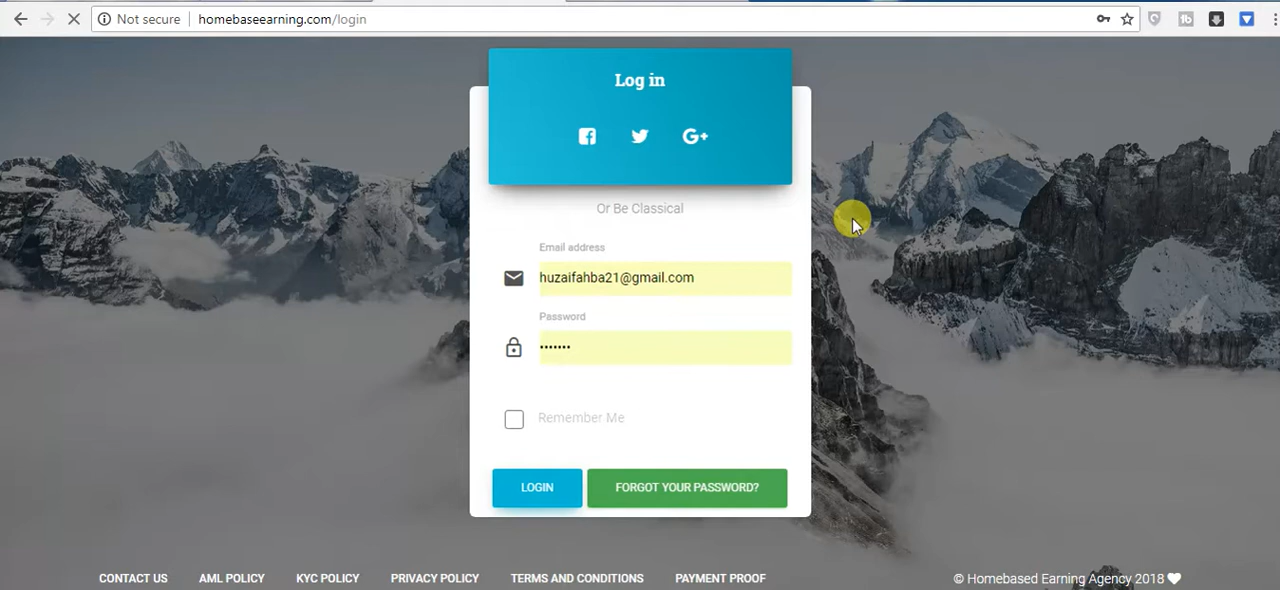 Not secure | homebaseearning.com/login
Log in
G+
Or Be Classical
Email address
huzaifahba21@gmail.com
Password
•••••••
Remember Me
LOGIN
FORGOT YOUR PASSWORD?
CONTACT US AML POLICY KYC POLICY PRIVACY POLICY TERMS AND CONDITIONS PAYMENT PROOF © Homebased Earning Agency 2018